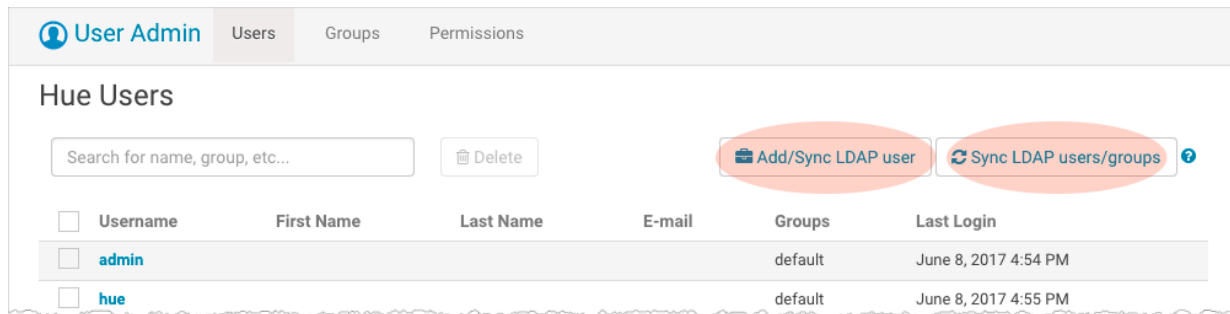 User Admin Users Groups Permissions
Hue Users
Search for name, group, etc... Delete Add/Sync LDAP user Sync LDAP users/groups ?
Username First Name Last Name E-mail Groups Last Login
admin default June 8, 2017 4:54 PM
hue default June 8, 2017 4:55 PM